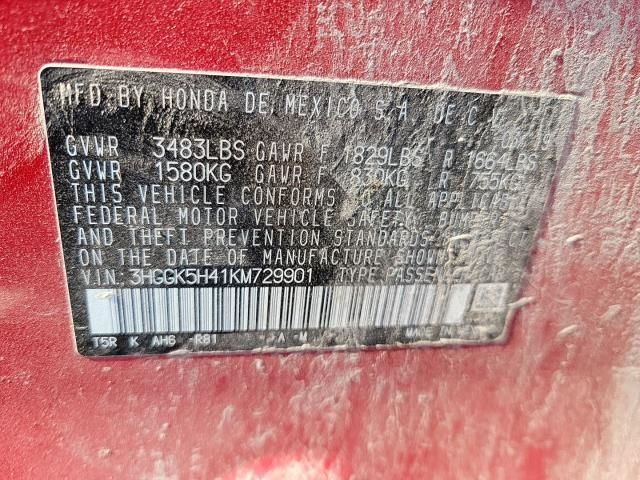 MFD. BY HONDA DE MEXICO S.A. DE C.V.
GVWR 3483LBS GAWR F 1829LBS R 1664LBS
GVWR 1580KG GAWR F 830KG R 755KG
THIS VEHICLE CONFORMS TO ALL APPLICABLE
FEDERAL MOTOR VEHICLE SAFETY, BUMPER
AND THEFT PREVENTION STANDARDS
ON THE DATE OF MANUFACTURE SHOWN
V.I.N. 3HGGK5H41KM729901 TYPE PASSENGER
T5R K AH6 R81
MADE IN